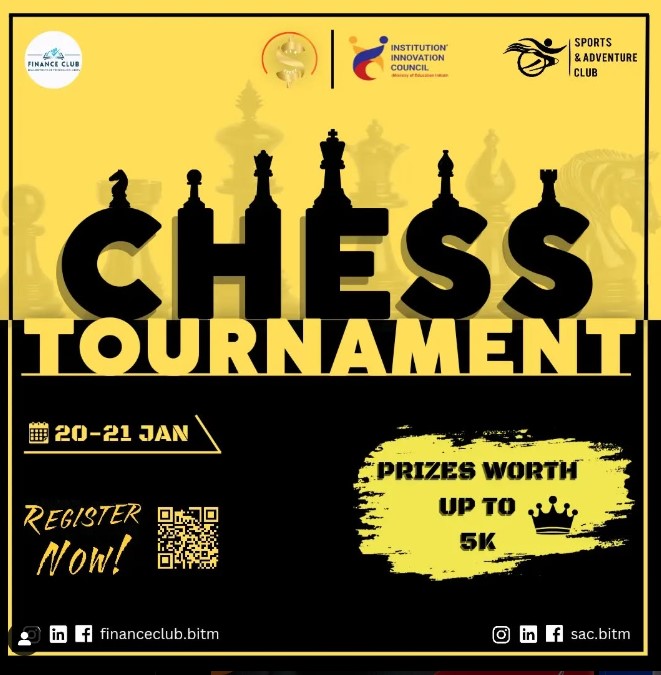 FINANCE CLUB
INSTITUTION'S
INNOVATION
COUNCIL
SPORTS
& ADVENTURE
CLUB
CHESS
TOURNAMENT
20-21 JAN
PRIZES WORTH
UP TO
5K
REGISTER
NOW!
financeclub.bitm
sac.bitm